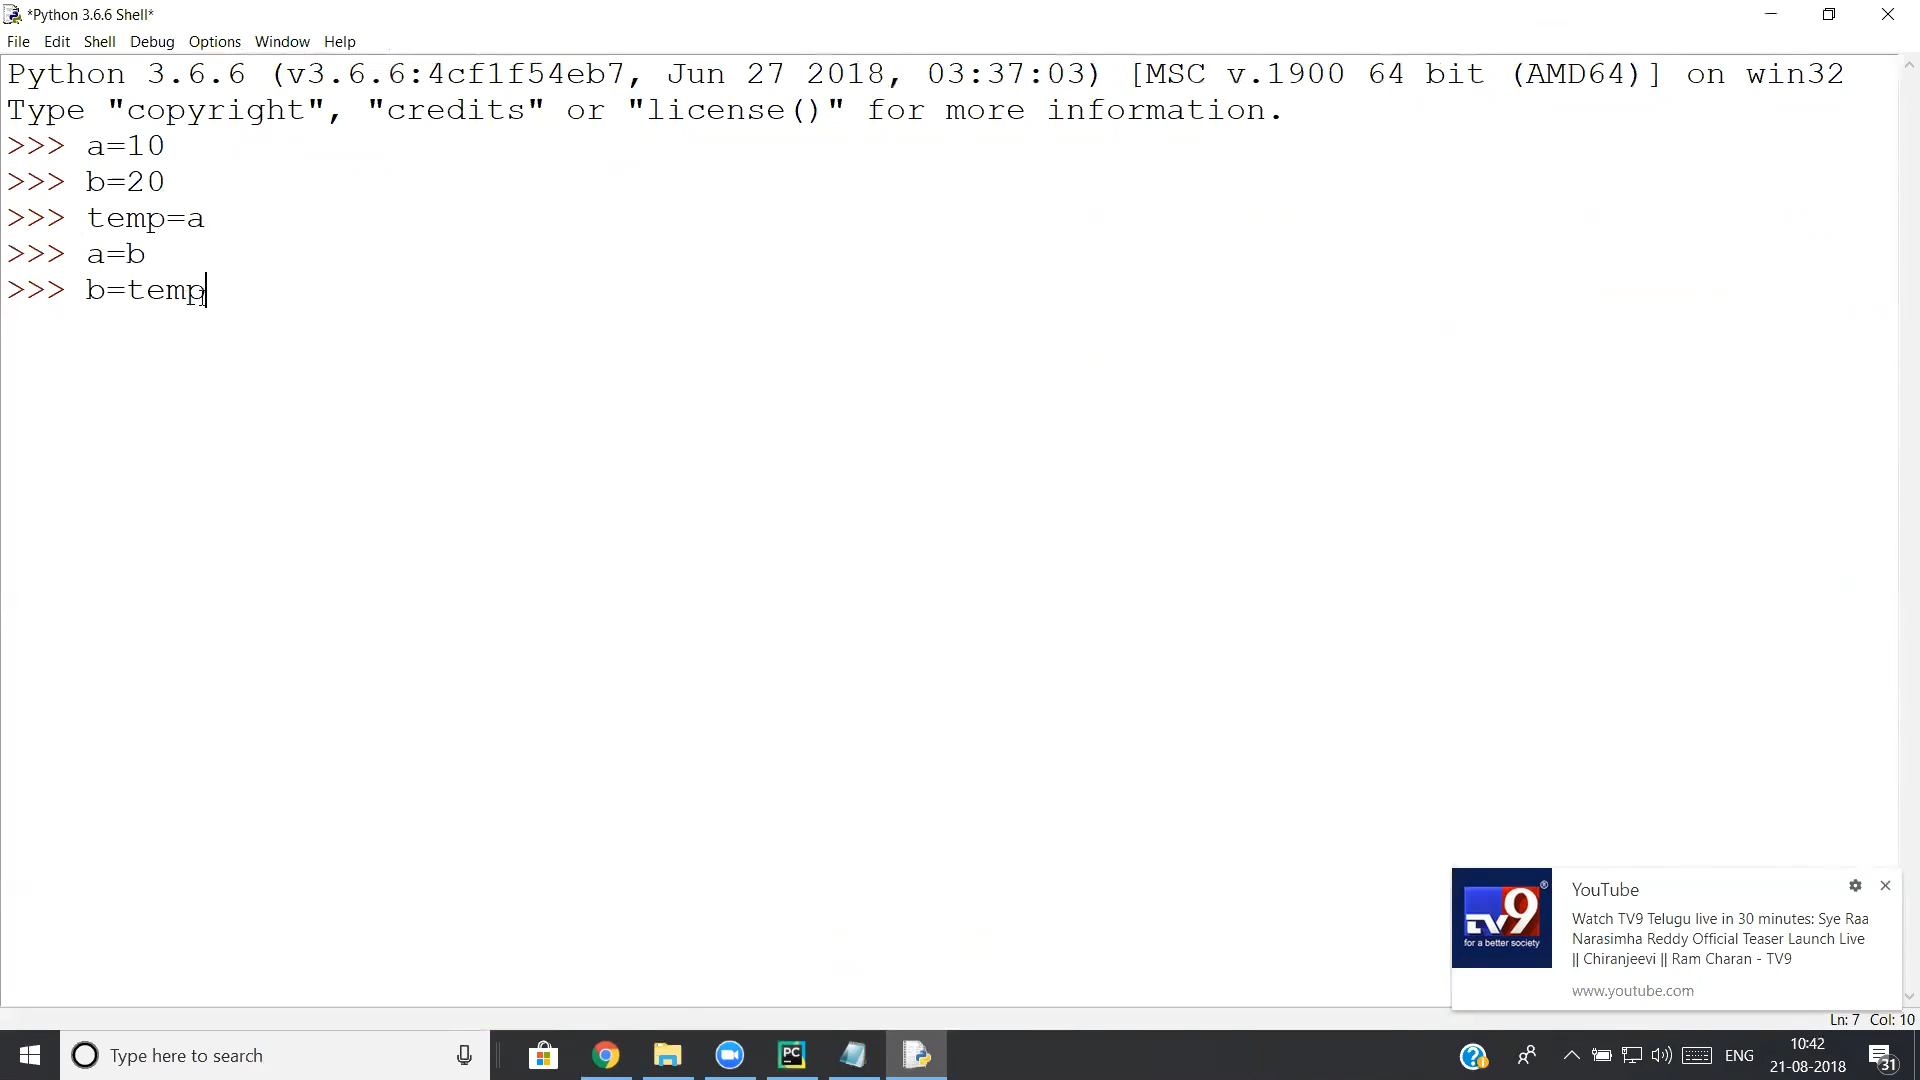 *Python 3.6.6 Shell*
File Edit Shell Debug Options Window Help
Python 3.6.6 (v3.6.6:4cf1f54eb7, Jun 27 2018, 03:37:03) [MSC v.1900 64 bit (AMD64)] on win32
Type "copyright", "credits" or "license()" for more information.
>>> a=10
>>> b=20
>>> temp=a
>>> a=b
>>> b=temp
TV9
for a better society
YouTube
Watch TV9 Telugu live in 30 minutes: Sye Raa
Narasimha Reddy Official Teaser Launch Live
|| Chiranjeevi || Ram Charan - TV9
www.youtube.com
Ln: 7 Col: 10
Type here to search
PC
ENG
10:42
21-08-2018
31